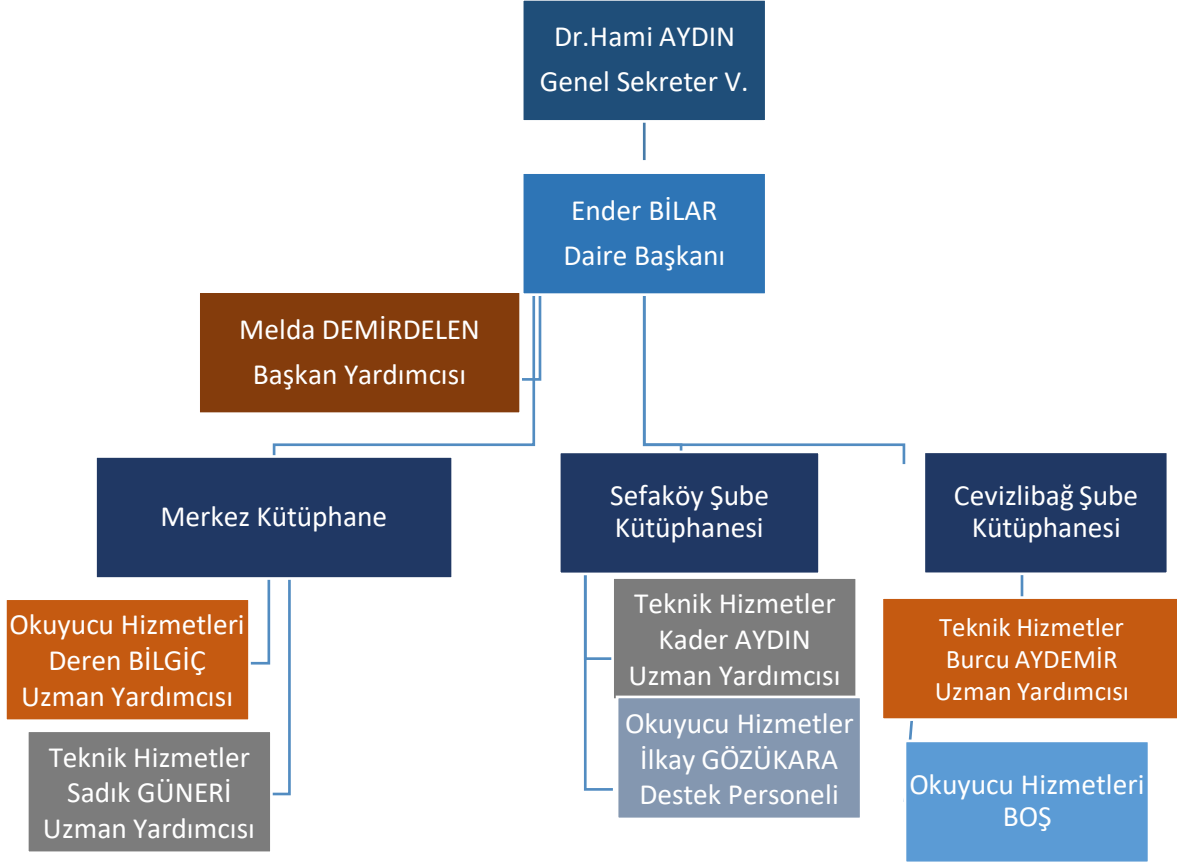 Dr.Hami AYDIN
Genel Sekreter V.
Ender BİLAR
Daire Başkanı
Melda DEMİRDELEN
Başkan Yardımcısı
Merkez Kütüphane
Sefaköy Şube
Kütüphanesi
Cevizlibağ Şube
Kütüphanesi
Okuyucu Hizmetleri
Deren BİLGİÇ
Uzman Yardımcısı
Teknik Hizmetler
Sadık GÜNERİ
Uzman Yardımcısı
Teknik Hizmetler
Kader AYDIN
Uzman Yardımcısı
Okuyucu Hizmetler
İlkay GÖZÜKARA
Destek Personeli
Teknik Hizmetler
Burcu AYDEMİR
Uzman Yardımcısı
Okuyucu Hizmetleri
BOŞ